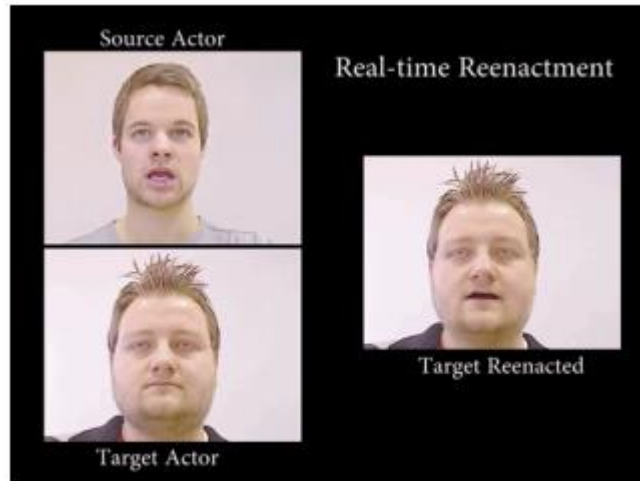 Source Actor
Real-time Reenactment
Target Reenacted
Target Actor